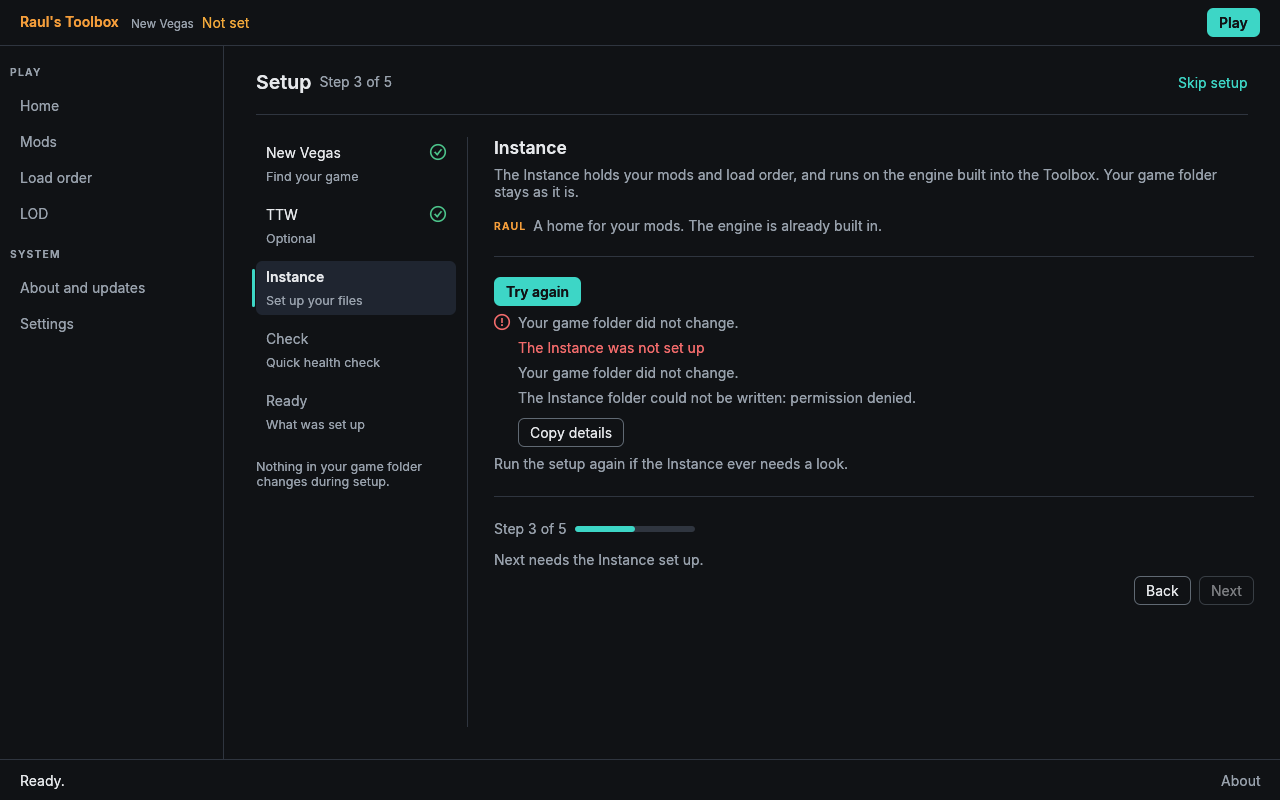 Raul's Toolbox New Vegas Not set
Play
PLAY
Home
Mods
Load order
LOD
SYSTEM
About and updates
Settings
Setup Step 3 of 5
Skip setup
New Vegas
Find your game
TTW
Optional
Instance
Set up your files
Check
Quick health check
Ready
What was set up
Nothing in your game folder
changes during setup.
Instance
The Instance holds your mods and load order, and runs on the engine built into the Toolbox. Your game folder
stays as it is.
RAUL A home for your mods. The engine is already built in.
Try again
Your game folder did not change.
The Instance was not set up
Your game folder did not change.
The Instance folder could not be written: permission denied.
Copy details
Run the setup again if the Instance ever needs a look.
Step 3 of 5
Next needs the Instance set up.
Back
Next
Ready.
About